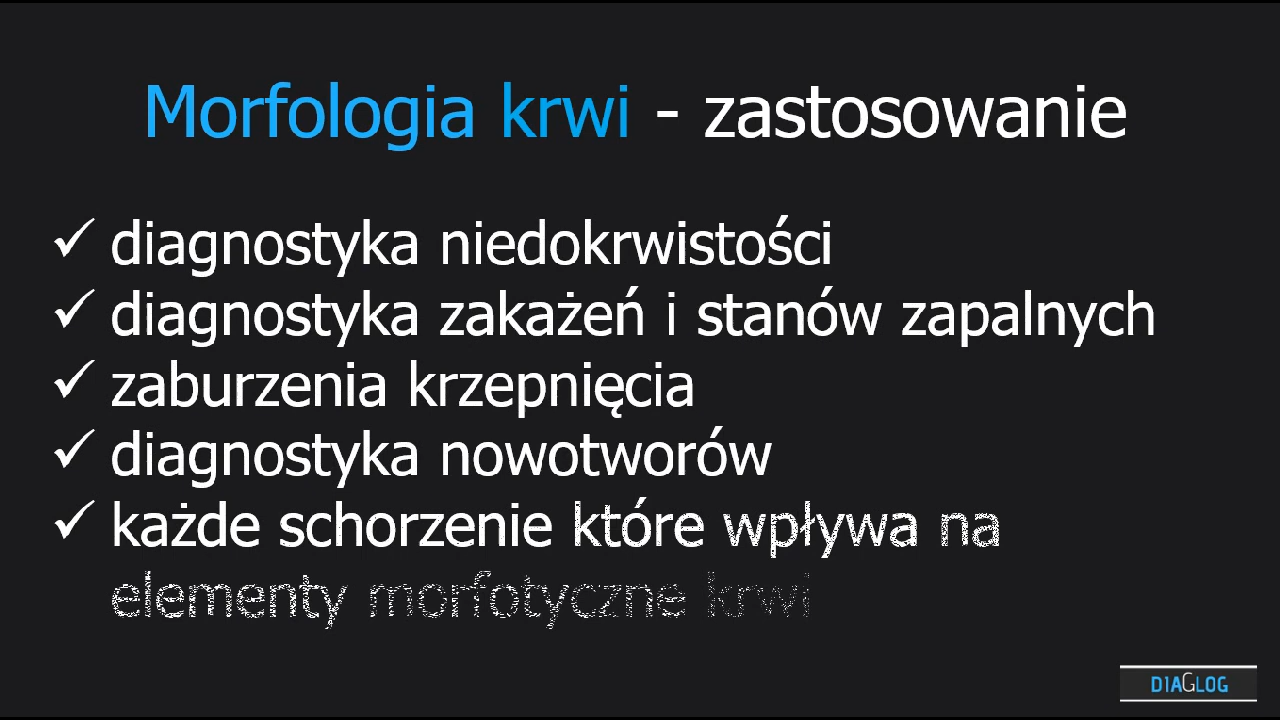 Morfologia krwi - zastosowanie
✓ diagnostyka niedokrwistości
✓ diagnostyka zakażeń i stanów zapalnych
✓ zaburzenia krzepnięcia
✓ diagnostyka nowotworów
✓ każde schorzenie które wpływa na
elementy morfotyczne krwi
DIAGLOG